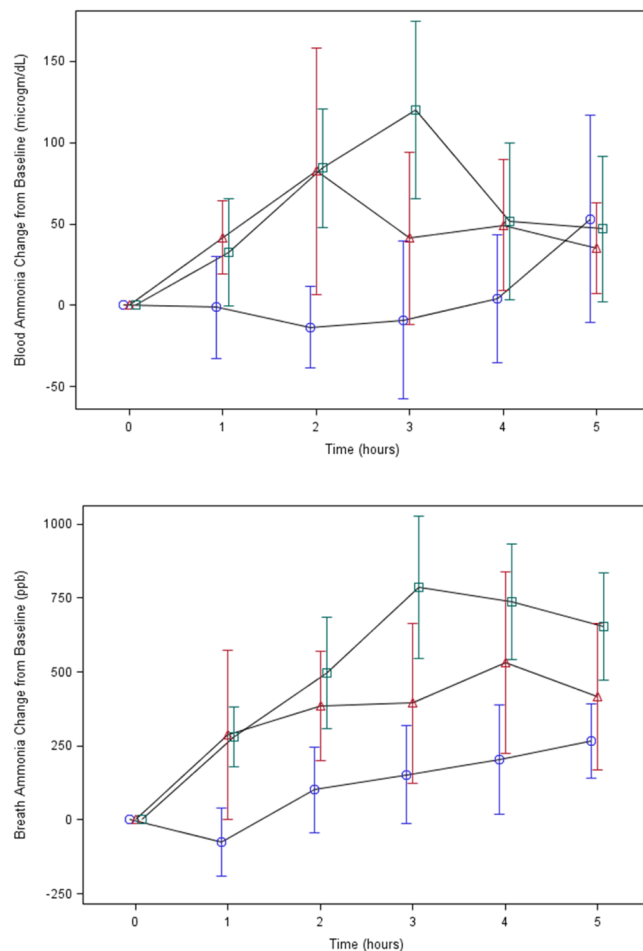 Blood Ammonia Change from Baseline (microgm/dL)
150
100
50
0
-50
0 1 2 3 4 5
Time (hours)
Breath Ammonia Change from Baseline (ppb)
1000
750
500
250
0
-250
0 1 2 3 4 5
Time (hours)